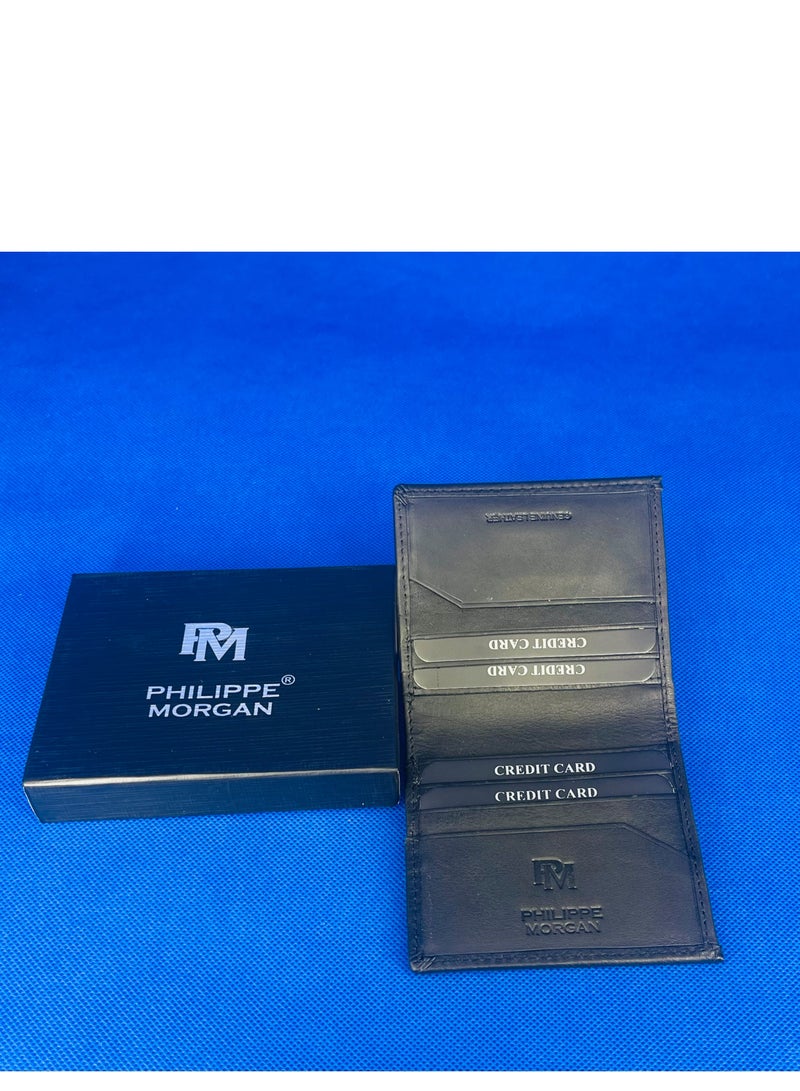 PM
PHILIPPE®
MORGAN
GENUINE LEATHER
CREDIT CARD
CREDIT CARD
CREDIT CARD
CREDIT CARD
PM
PHILIPPE
MORGAN